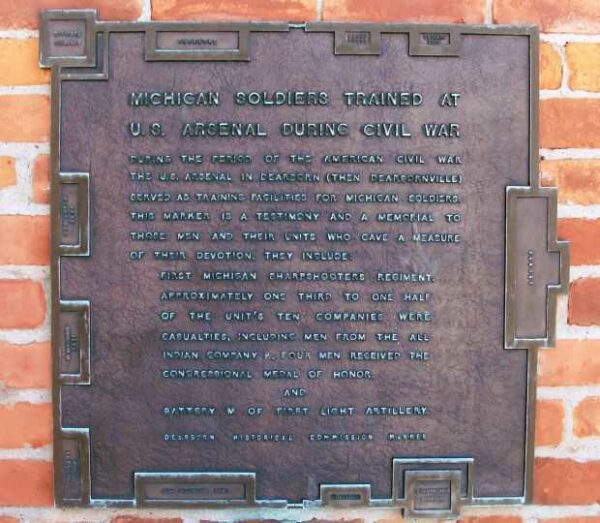 MICHIGAN SOLDIERS TRAINED AT
U.S. ARSENAL DURING CIVIL WAR
DURING THE PERIOD OF THE AMERICAN CIVIL WAR
THE U.S. ARSENAL IN DEARBORN (THEN DEARBORNVILLE)
SERVED AS TRAINING FACILITIES FOR MICHIGAN SOLDIERS.
THIS MARKER IS A TESTIMONY AND A MEMORIAL TO
THOSE MEN AND THEIR UNITS WHO GAVE A MEASURE
OF THEIR DEVOTION. THEY INCLUDE:
FIRST MICHIGAN SHARPSHOOTERS REGIMENT.
APPROXIMATELY ONE THIRD TO ONE HALF
OF THE UNIT'S TEN COMPANIES WERE
CASUALTIES, INCLUDING MEN FROM THE ALL
INDIAN COMPANY K. FOUR MEN RECEIVED THE
CONGRESSIONAL MEDAL OF HONOR.
AND
BATTERY M OF FIRST LIGHT ARTILLERY.
DEARBORN HISTORICAL COMMISSION MARKER